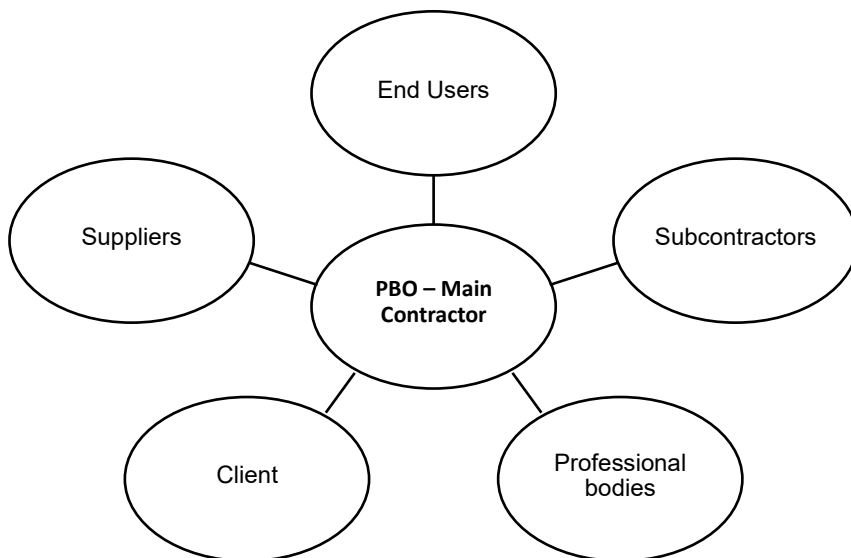 End Users
Suppliers
Subcontractors
PBO – Main
Contractor
Client
Professional
bodies